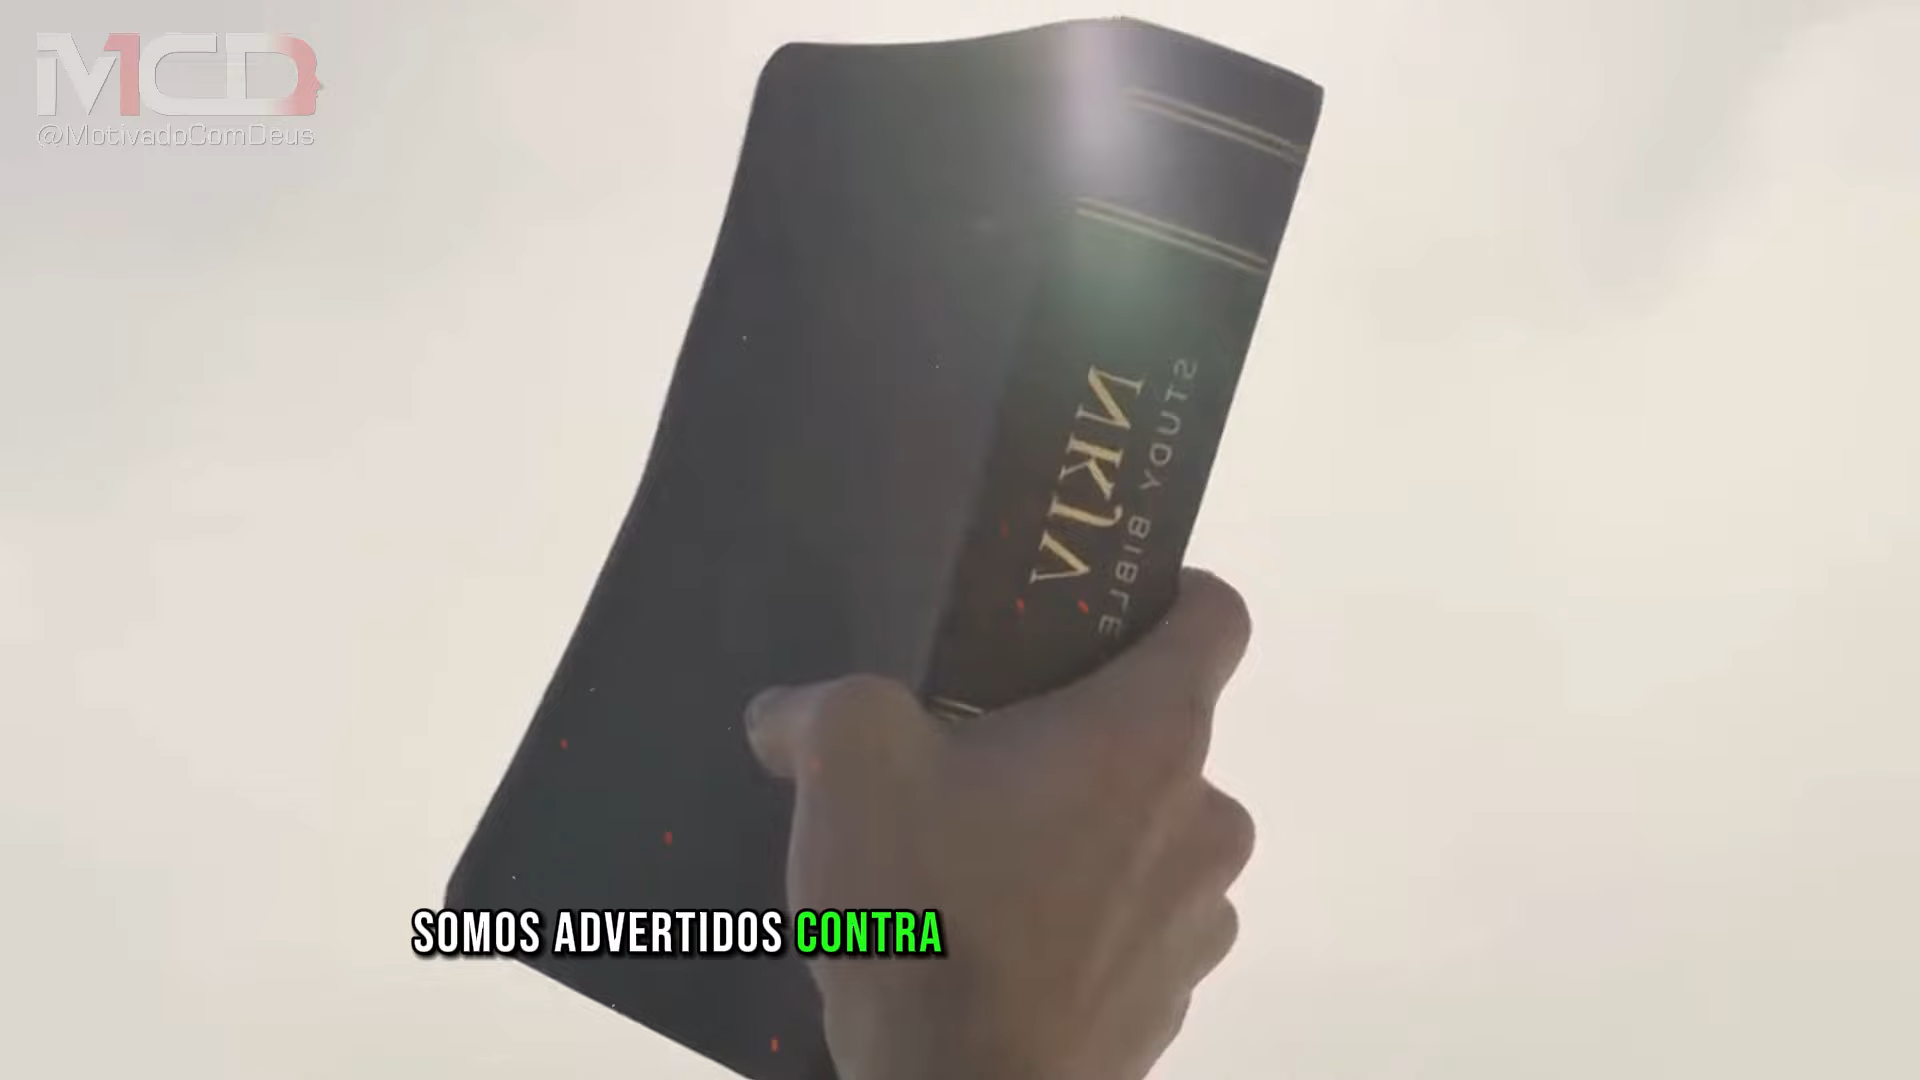 MCD
@MotivadoComDeus
NKJV
STUDY BIBLE
SOMOS ADVERTIDOS CONTRA